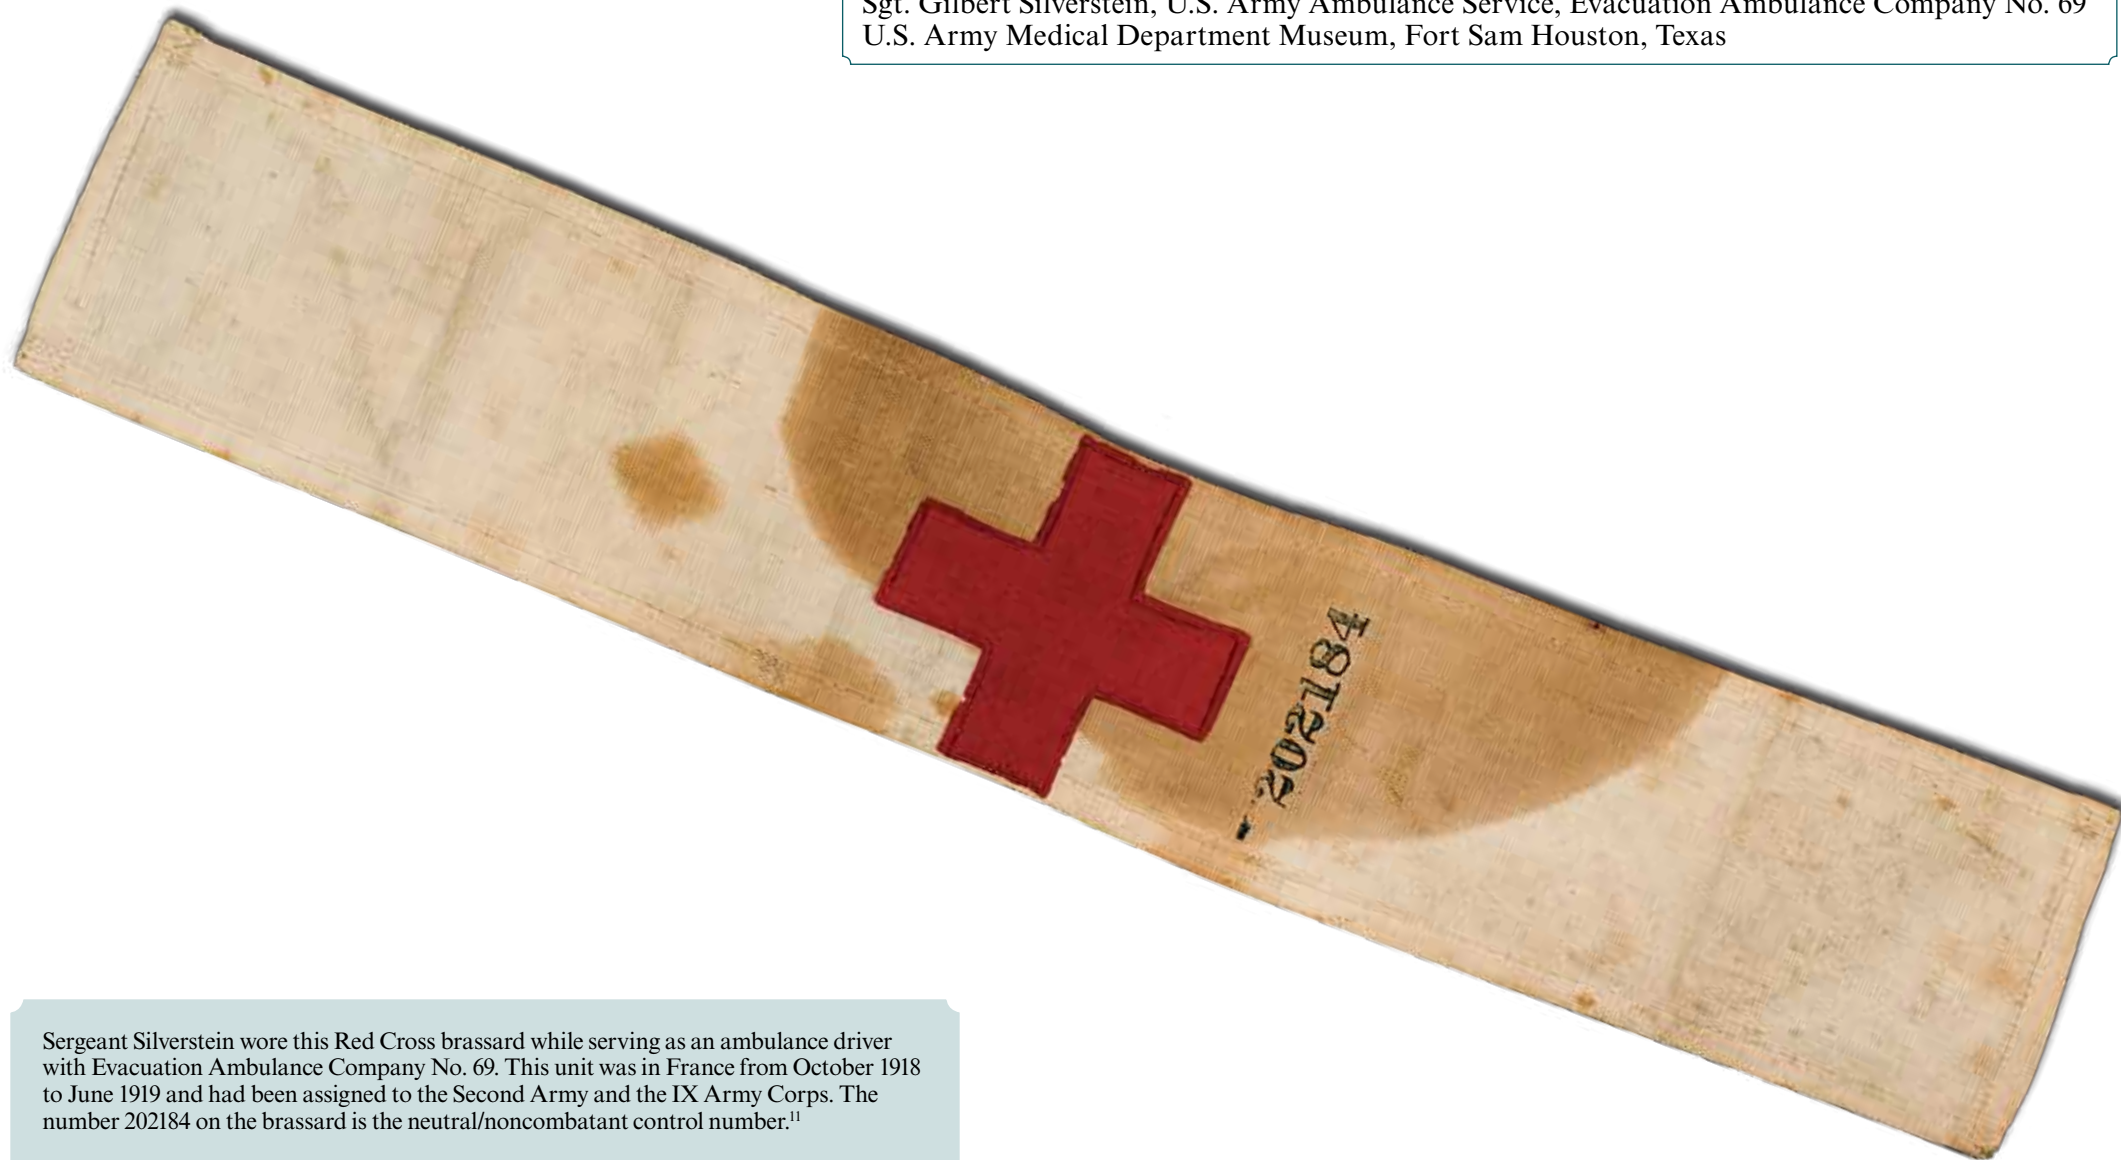 Sgt. Gilbert Silverstein, U.S. Army Ambulance Service, Evacuation Ambulance Company No. 69
U.S. Army Medical Department Museum, Fort Sam Houston, Texas
- 202184
Sergeant Silverstein wore this Red Cross brassard while serving as an ambulance driver
with Evacuation Ambulance Company No. 69. This unit was in France from October 1918
to June 1919 and had been assigned to the Second Army and the IX Army Corps. The
number 202184 on the brassard is the neutral/noncombatant control number.11